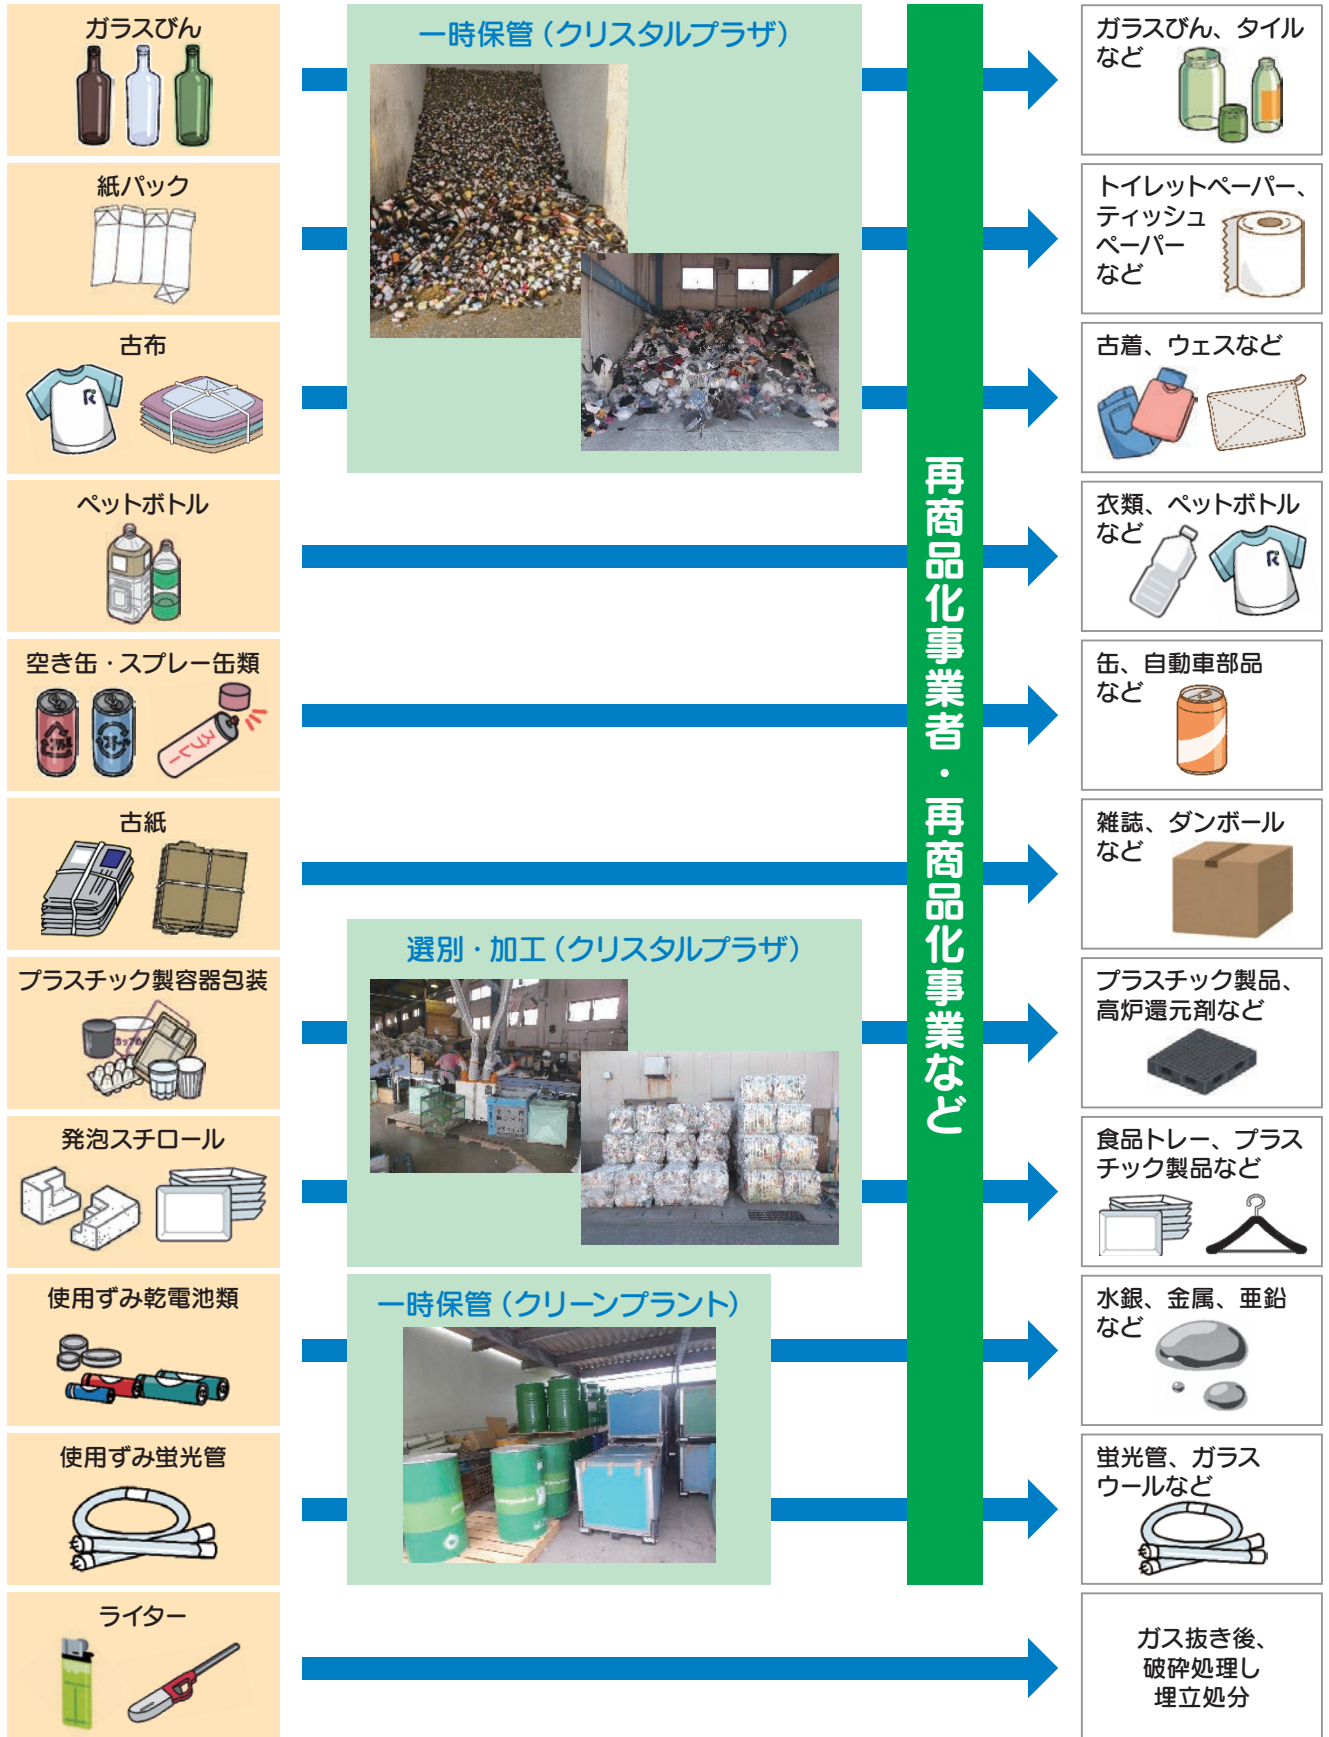 ガラスびん
一時保管（クリスタルプラザ）
ガラスびん、タイル
など
紙パック
トイレットペーパー、
ティッシュ
ペーパー
など
古布
R
古着、ウェスなど
ペットボトル
衣類、ペットボトル
など
R
空き缶・スプレー缶類
アルミ
スチール
スプレー
缶、自動車部品
など
古紙
雑誌、ダンボール
など
再商品化事業者・再商品化事業など
選別・加工（クリスタルプラザ）
プラスチック製容器包装
プラスチック製品、
高炉還元剤など
発泡スチロール
食品トレー、プラス
チック製品など
使用ずみ乾電池類
一時保管（クリーンプラント）
水銀、金属、亜鉛
など
使用ずみ蛍光管
蛍光管、ガラス
ウールなど
ライター
ガス抜き後、
破砕処理し
埋立処分